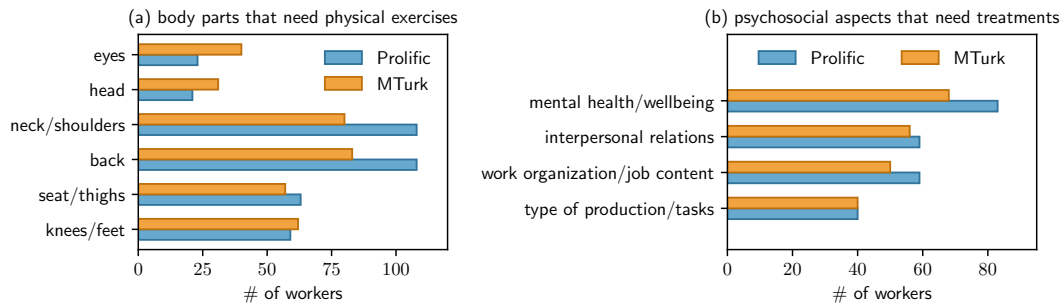 (a) body parts that need physical exercises
eyes
head
neck/shoulders
back
seat/thighs
knees/feet
Prolific
MTurk
0 25 50 75 100
# of workers
(b) psychosocial aspects that need treatments
Prolific MTurk
mental health/wellbeing
interpersonal relations
work organization/job content
type of production/tasks
0 20 40 60 80
# of workers